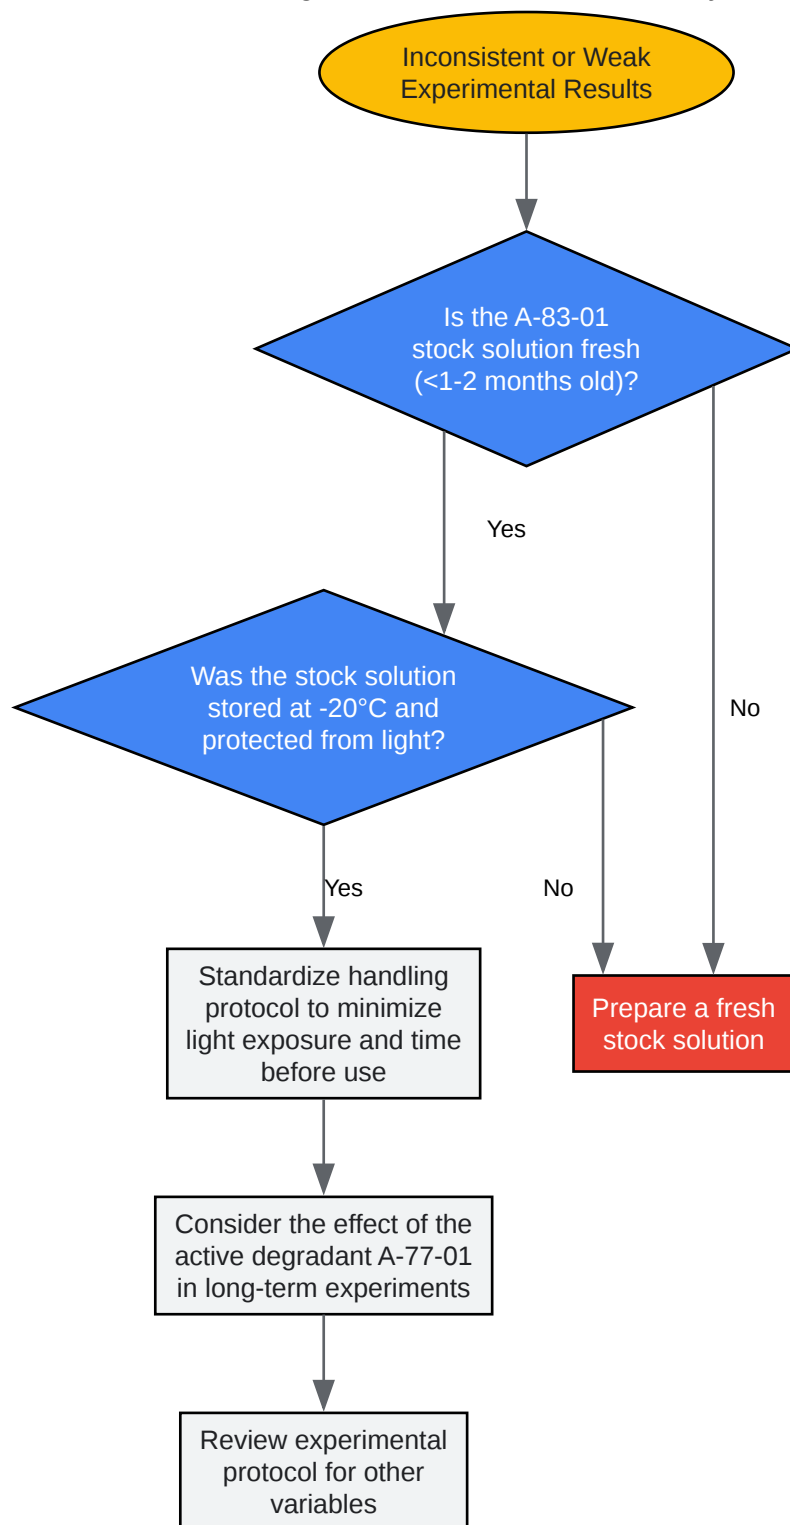 Inconsistent or Weak
Experimental Results
Is the A-83-01
stock solution fresh
(<1-2 months old)?
Yes
Was the stock solution
stored at -20°C and
protected from light?
No
Yes
No
Standardize handling
protocol to minimize
light exposure and time
before use
Prepare a fresh
stock solution
Consider the effect of the
active degradant A-77-01
in long-term experiments
Review experimental
protocol for other
variables